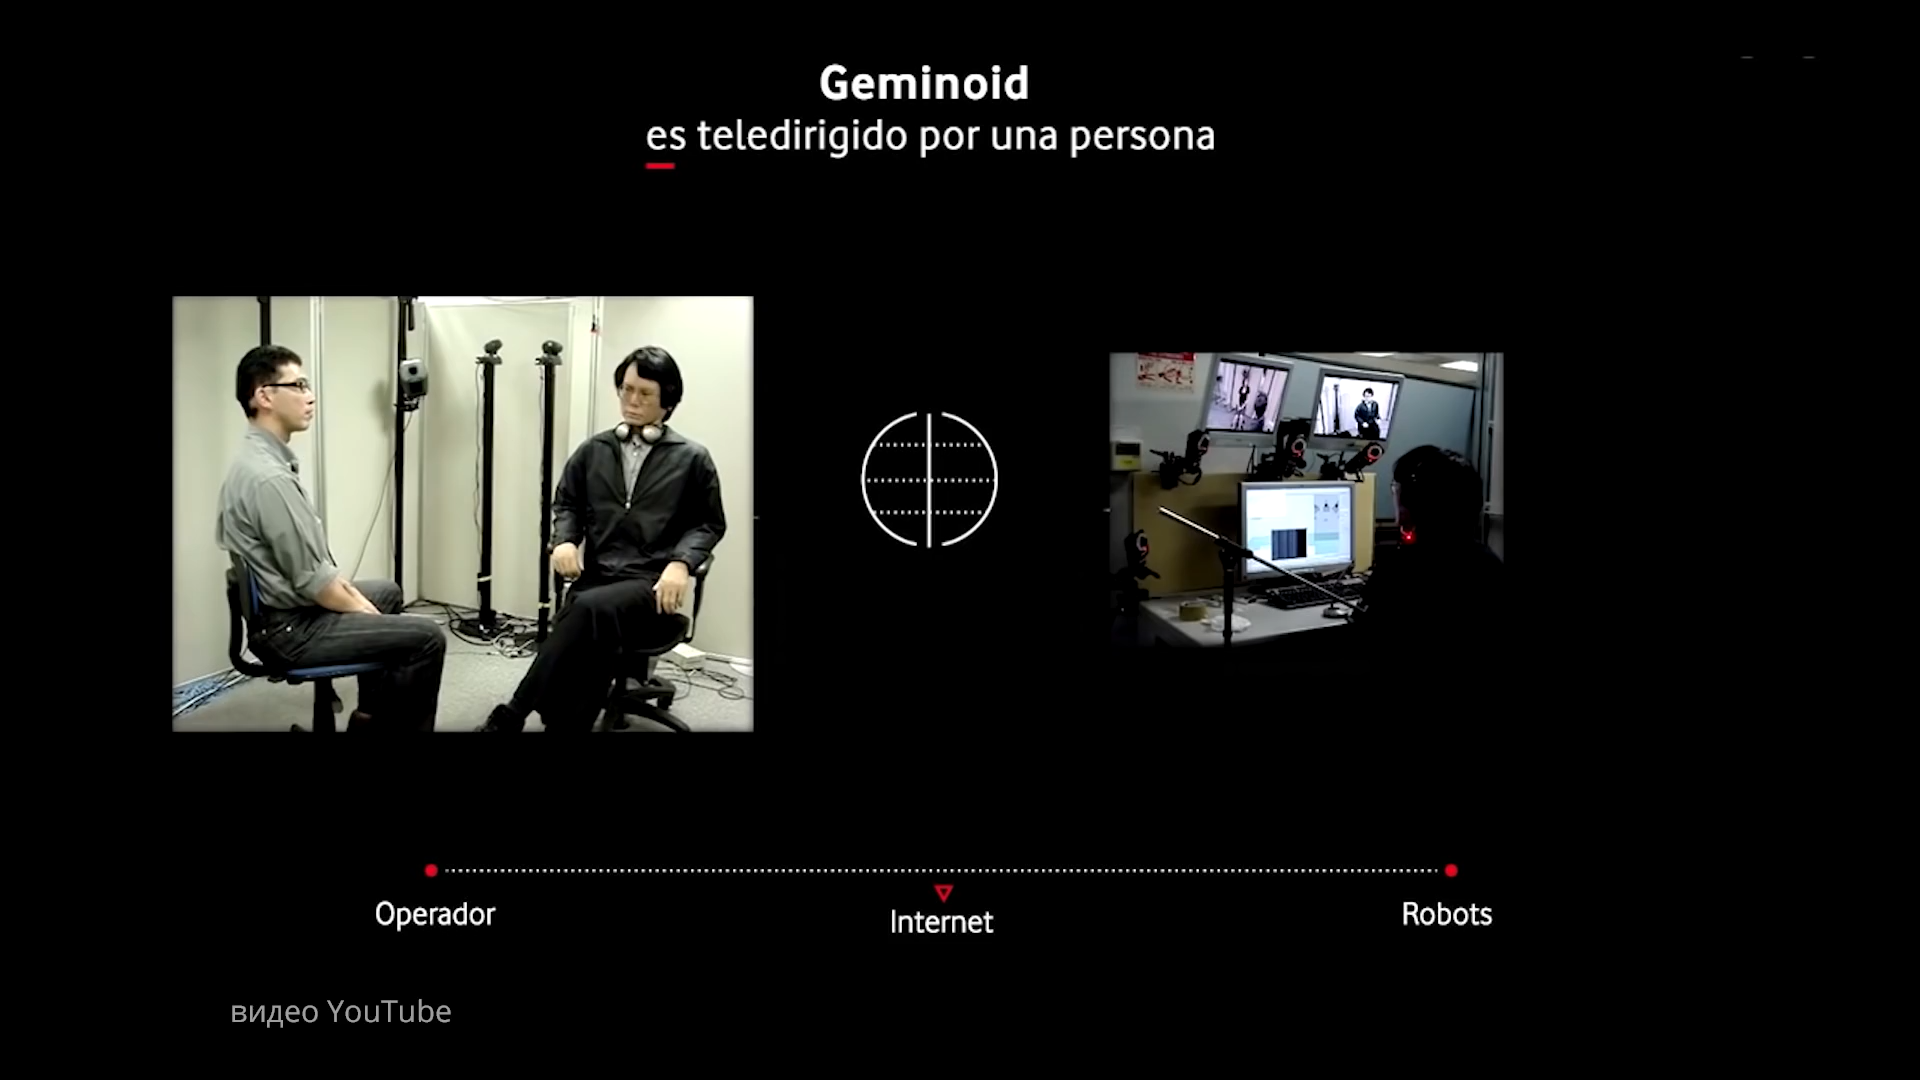 Geminoid
es teledirigido por una persona
Operador
Internet
Robots
видео YouTube